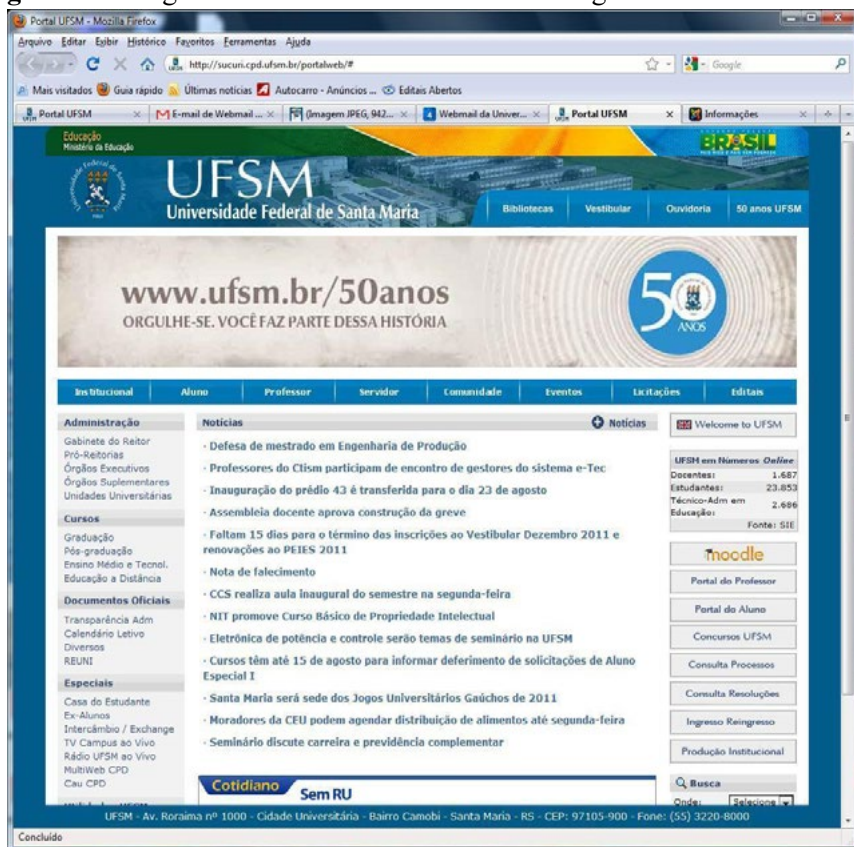 Portal UFSM - Mozilla Firefox
Arquivo Editar Exibir Histórico Favoritos Ferramentas Ajuda
http://sucuri.cpd.ufsm.br/portalweb/#
Google
Mais visitados Guia rápido Últimas notícias Autocarro - Anúncios ... Editais Abertos
Portal UFSM
E-mail de Webmail ...
(Imagem JPEG, 942...
Webmail da Univer...
Portal UFSM
Informações
Educação
Ministério da Educação
BRASIL
UFSM
Universidade Federal de Santa Maria
Bibliotecas Vestibular Ouvidoria 50 anos UFSM
www.ufsm.br/50anos
ORGULHE-SE. VOCÊ FAZ PARTE DESSA HISTÓRIA
50
ANOS
Institucional Aluno Professor Servidor Comunidade Eventos Licitações Editais
Administração
Gabinete do Reitor
Pró-Reitorias
Órgãos Executivos
Órgãos Suplementares
Unidades Universitárias
Cursos
Graduação
Pós-graduação
Ensino Médio e Tecnol.
Educação a Distância
Documentos Oficiais
Transparência Adm
Calendário Letivo
Diversos
REUNI
Especiais
Casa do Estudante
Ex-Alunos
Intercâmbio / Exchange
TV Campus ao Vivo
Rádio UFSM ao Vivo
MultiWeb CPD
Cau CPD
Notícias
Notícias
· Defesa de mestrado em Engenharia de Produção
· Professores do Ctism participam de encontro de gestores do sistema e-Tec
· Inauguração do prédio 43 é transferida para o dia 23 de agosto
· Assembleia docente aprova construção da greve
· Faltam 15 dias para o término das inscrições ao Vestibular Dezembro 2011 e
renovações ao PEIES 2011
· Nota de falecimento
· CCS realiza aula inaugural do semestre na segunda-feira
· NIT promove Curso Básico de Propriedade Intelectual
· Eletrônica de potência e controle serão temas de seminário na UFSM
· Cursos têm até 15 de agosto para informar deferimento de solicitações de Aluno
Especial I
· Santa Maria será sede dos Jogos Universitários Gaúchos de 2011
· Moradores da CEU podem agendar distribuição de alimentos até segunda-feira
· Seminário discute carreira e previdência complementar
Cotidiano
Sem RU
Welcome to UFSM
UFSM em Números Online
Docentes: 1.687
Estudantes: 23.853
Técnico-Adm em
Educação: 2.686
Fonte: SIE
moodle
Portal do Professor
Portal do Aluno
Concursos UFSM
Consulta Processos
Consulta Resoluções
Ingresso Reingresso
Produção Institucional
Busca
Onde: Selecione
UFSM - Av. Roraima nº 1000 - Cidade Universitária - Bairro Camobi - Santa Maria - RS - CEP: 97105-900 - Fone: (55) 3220-8000
Concluído